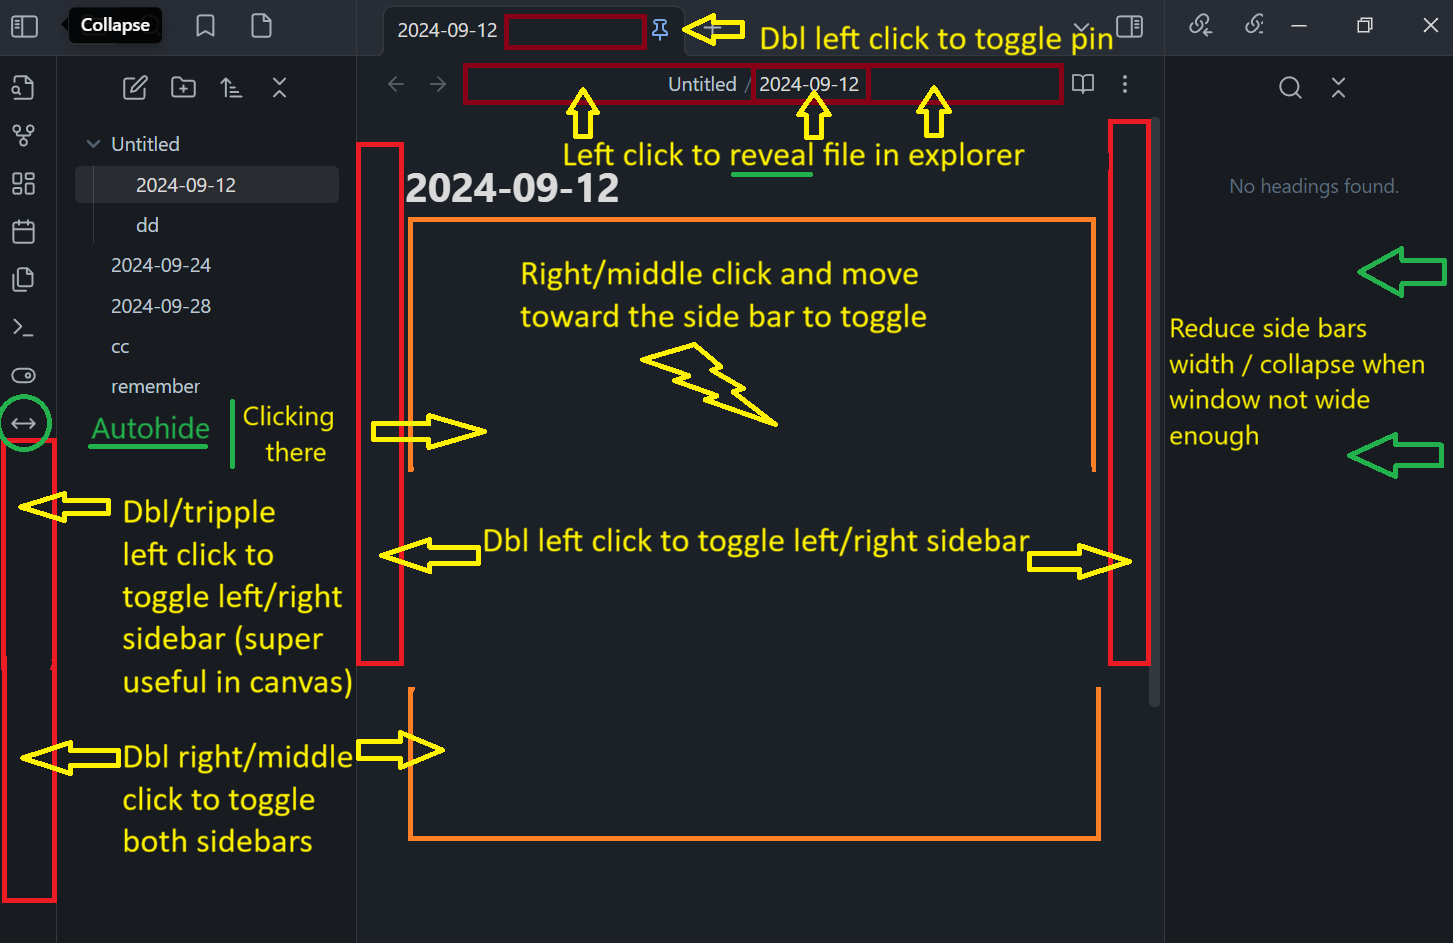 Collapse
2024-09-12
Dbl left click to toggle pin
Untitled / 2024-09-12
Left click to reveal file in explorer
Untitled
2024-09-12
dd
2024-09-24
2024-09-28
cc
remember
Autohide
Clicking
there
Dbl/tripple
left click to
toggle left/right
sidebar (super
useful in canvas)
Dbl right/middle
click to toggle
both sidebars
2024-09-12
Right/middle click and move
toward the side bar to toggle
Dbl left click to toggle left/right sidebar
No headings found.
Reduce side bars
width / collapse when
window not wide
enough